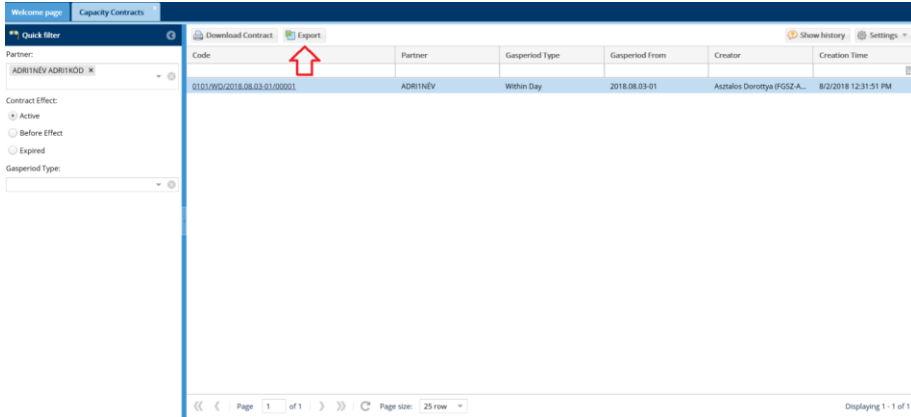 Welcome page Capacity Contracts
Quick filter Download Contract Export Show history Settings
Partner: Code Partner Gasperiod Type Gasperiod From Creator Creation Time
ADRI1NÉV ADRI1KÓD ×
0101/WD/2018.08.03-01/00001 ADRI1NÉV Within Day 2018.08.03-01 Asztalos Dorottya (FGSZ-A... 8/2/2018 12:31:51 PM
Contract Effect:
Active
Before Effect
Expired
Gasperiod Type:
Page 1 of 1 Page size: 25 row Displaying 1 - 1 of 1